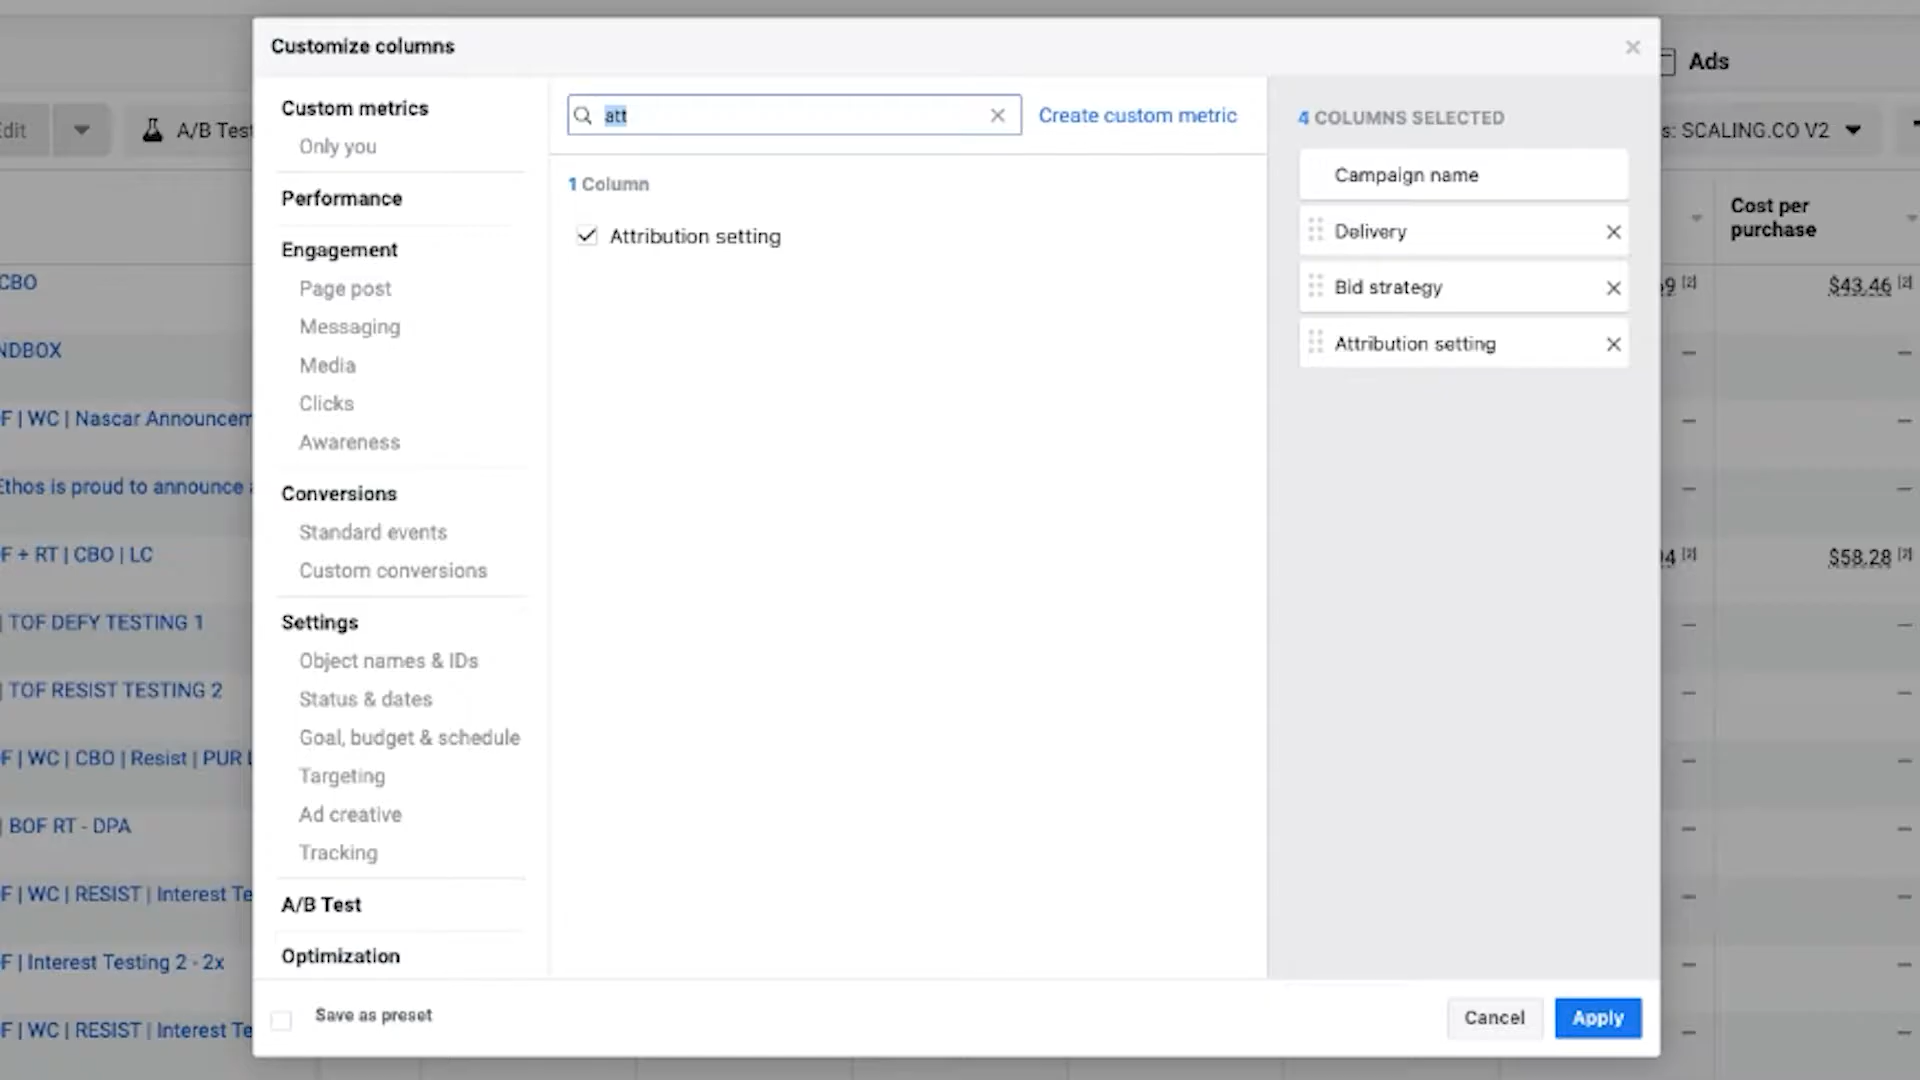 Customize columns
Ads
Edit
A/B Test
SCALING.CO V2
Custom metrics
Only you
Performance
Engagement
Page post
Messaging
Media
Clicks
Awareness
Conversions
Standard events
Custom conversions
Settings
Object names & IDs
Status & dates
Goal, budget & schedule
Targeting
Ad creative
Tracking
A/B Test
Optimization
att
Create custom metric
1 Column
Attribution setting
4 COLUMNS SELECTED
Campaign name
Delivery
Bid strategy
Attribution setting
Cost per
purchase
CBO
$43.46 [2]
NDBOX
F | WC | Nascar Announcem
Ethos is proud to announce
F + RT | CBO | LC
$58.28 [2]
| TOF DEFY TESTING 1
| TOF RESIST TESTING 2
F | WC | CBO | Resist | PUR
| BOF RT - DPA
F | WC | RESIST | Interest Te
F | Interest Testing 2 - 2x
F | WC | RESIST | Interest Te
Save as preset
Cancel
Apply